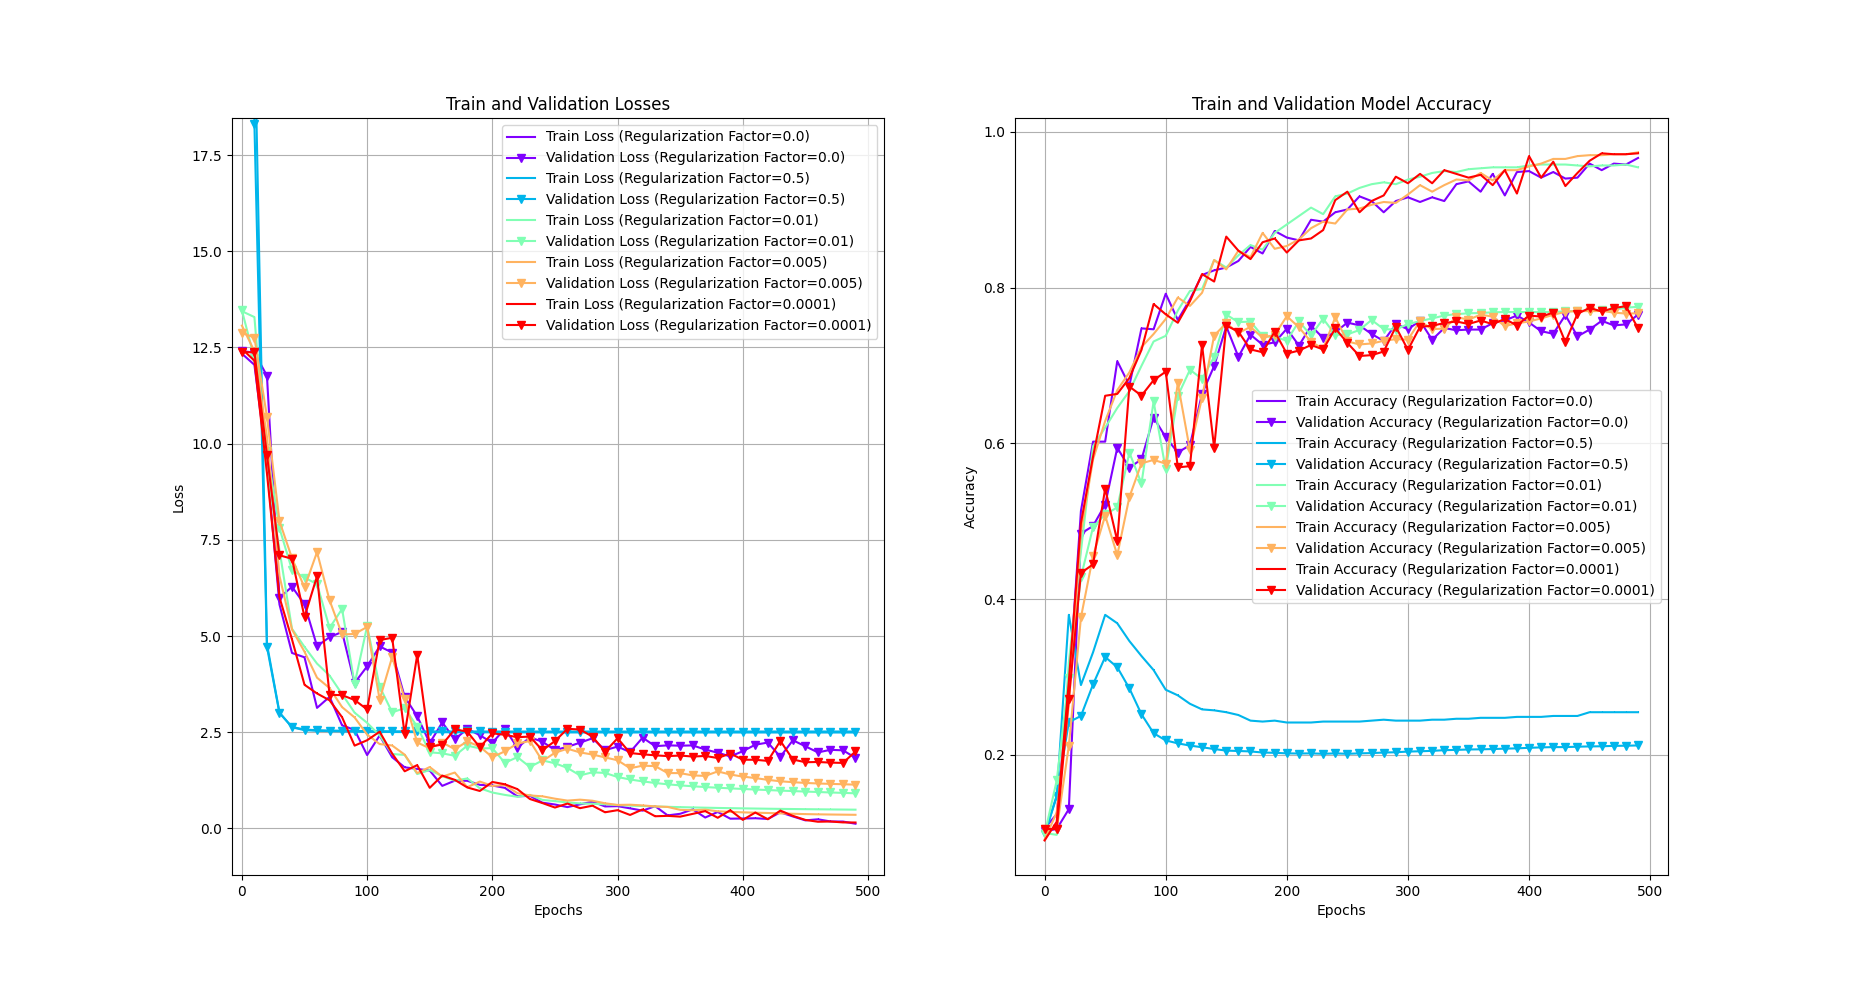 Train and Validation Losses
17.5
15.0
12.5
10.0
7.5
5.0
2.5
0.0
Loss
0 100 200 300 400 500
Epochs
Train Loss (Regularization Factor=0.0)
Validation Loss (Regularization Factor=0.0)
Train Loss (Regularization Factor=0.5)
Validation Loss (Regularization Factor=0.5)
Train Loss (Regularization Factor=0.01)
Validation Loss (Regularization Factor=0.01)
Train Loss (Regularization Factor=0.005)
Validation Loss (Regularization Factor=0.005)
Train Loss (Regularization Factor=0.0001)
Validation Loss (Regularization Factor=0.0001)
Train and Validation Model Accuracy
1.0
0.8
0.6
0.4
0.2
Accuracy
0 100 200 300 400 500
Epochs
Train Accuracy (Regularization Factor=0.0)
Validation Accuracy (Regularization Factor=0.0)
Train Accuracy (Regularization Factor=0.5)
Validation Accuracy (Regularization Factor=0.5)
Train Accuracy (Regularization Factor=0.01)
Validation Accuracy (Regularization Factor=0.01)
Train Accuracy (Regularization Factor=0.005)
Validation Accuracy (Regularization Factor=0.005)
Train Accuracy (Regularization Factor=0.0001)
Validation Accuracy (Regularization Factor=0.0001)